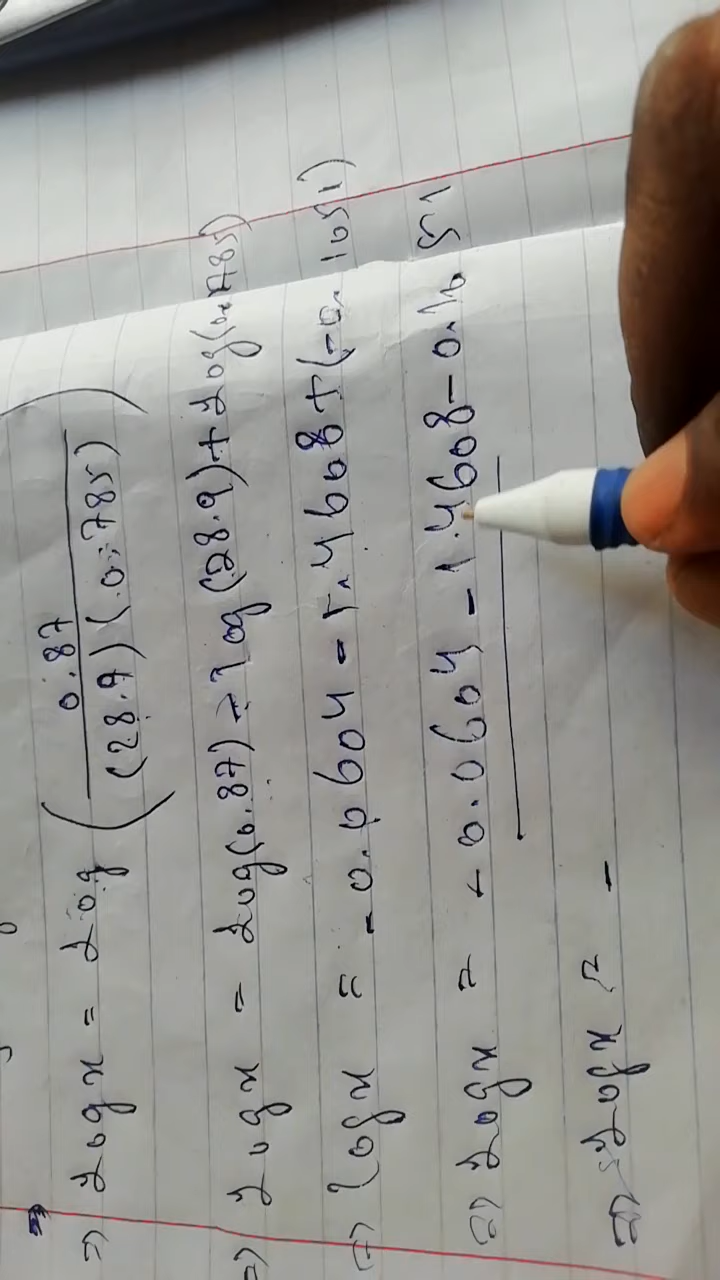 ⇒
⇒ Log x = Log ( 0.87 / (28.9)(0.785) )
⇒ Log x = Log(0.87) - Log(28.9) + Log(0.785)
⇒ Log x = -0.0604 - 1.4608 + (-0.1051)
⇒ Log x = -0.0604 - 1.4608 - 0.1051
⇒ Log x = -